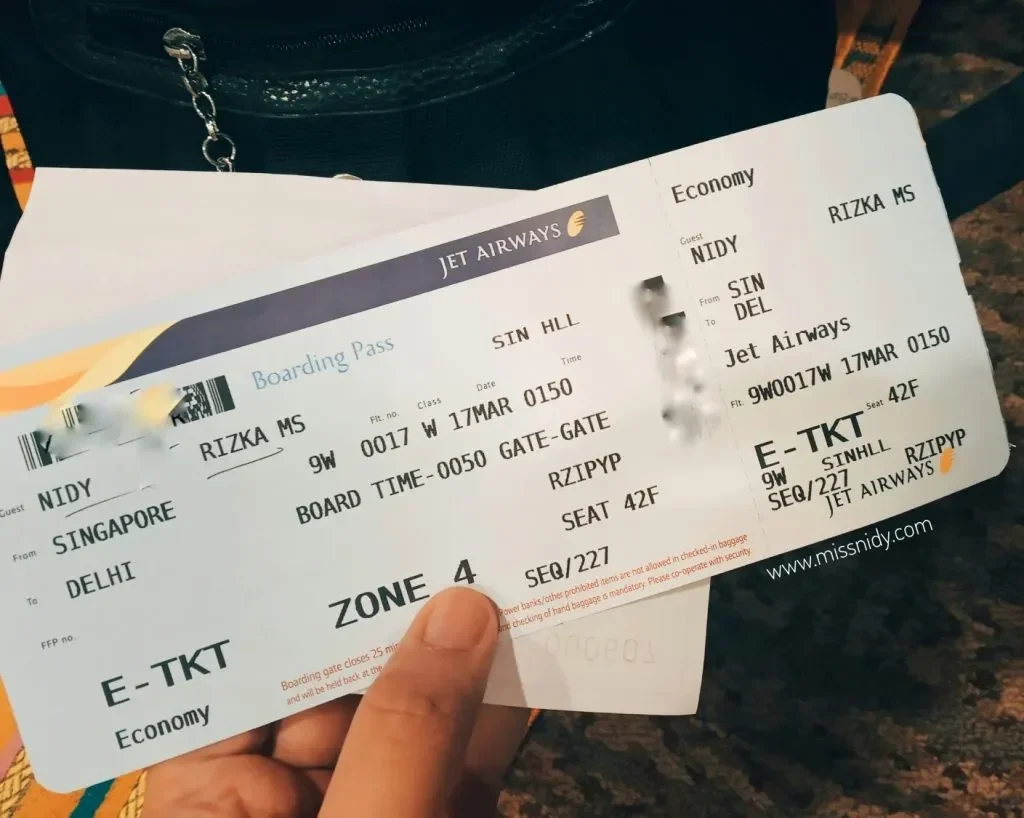 JET AIRWAYS
Boarding Pass
SIN HLL
Guest NIDY RIZKA MS
Flt. no. Class Date Time
9W 0017 W 17MAR 0150
From SINGAPORE
BOARD TIME-0050 GATE-GATE
To DELHI
RZIPYP
SEAT 42F
FFP no.
ZONE 4
SEQ/227
E-TKT
Economy
Boarding gate closes 25
and will be held back at the
Power banks/other prohibited items are not allowed in checked-in baggage
and checking of hand baggage is mandatory. Please co-operate with security.
Economy
RIZKA MS
Guest
NIDY
From SIN
To DEL
Jet Airways
Flt. 9W0017W 17MAR 0150
Seat 42F
E-TKT
9W SINHLL RZIPYP
SEQ/227
JET AIRWAYS
www.missnidy.com